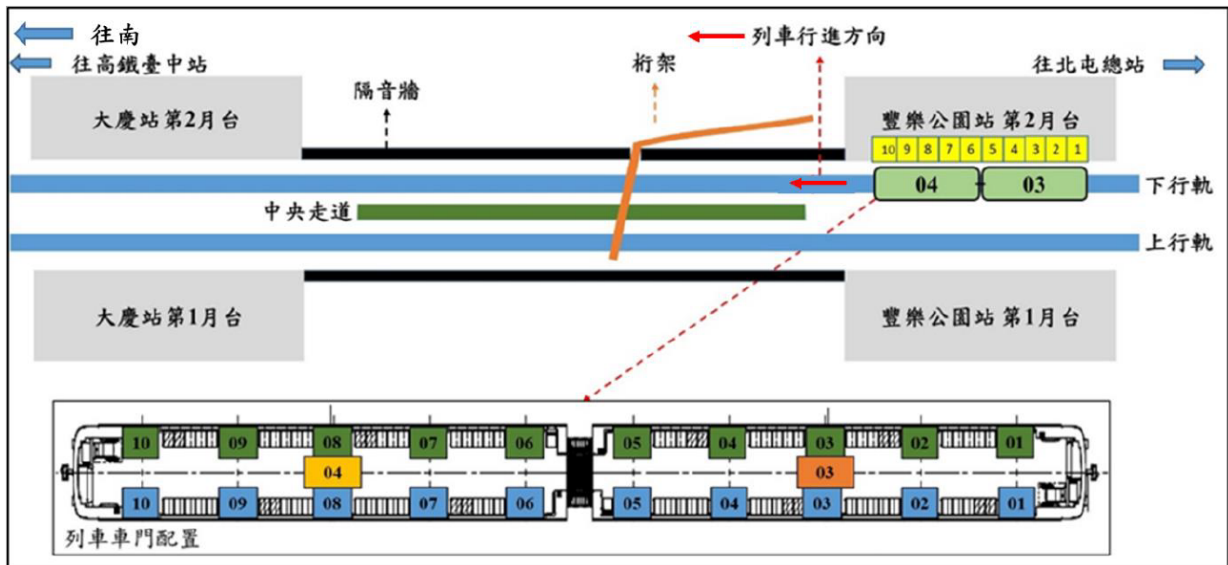 往南
列車行進方向
往高鐵臺中站
桁架
往北屯總站
隔音牆
大慶站第2月台
豐樂公園站 第2月台
10 9 8 7 6 5 4 3 2 1
04 03
下行軌
中央走道
上行軌
大慶站第1月台
豐樂公園站 第1月台
10 09 08 07 06 05 04 03 02 01
04 03
10 09 08 07 06 05 04 03 02 01
列車車門配置